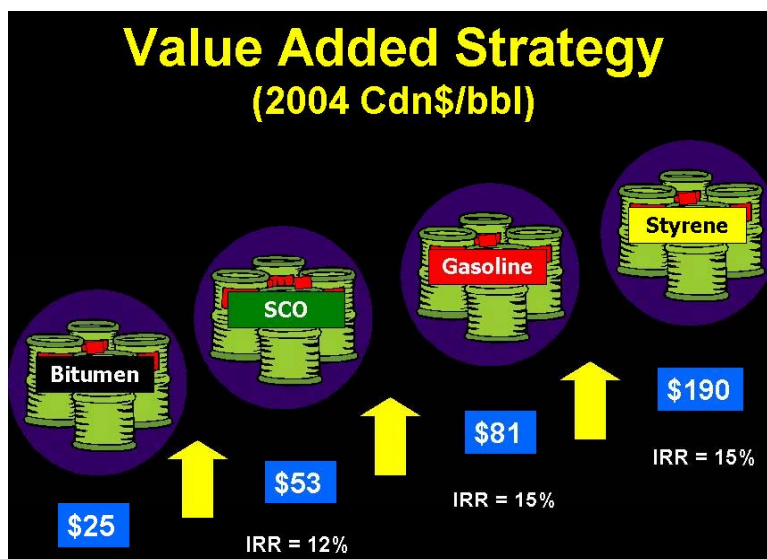 Value Added Strategy
(2004 Cdn$/bbl)
Bitumen
$25
SCO
$53
IRR = 12%
Gasoline
$81
IRR = 15%
Styrene
$190
IRR = 15%